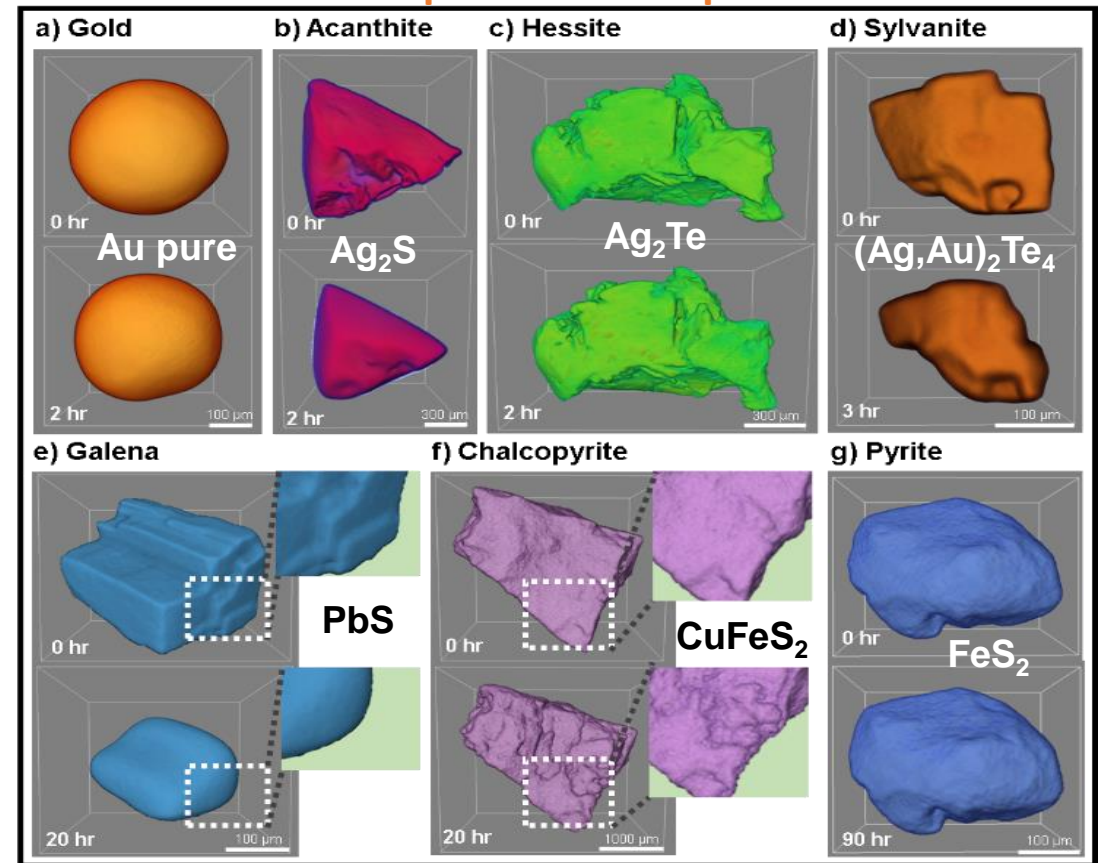 a) Gold
b) Acanthite
c) Hessite
d) Sylvanite
0 hr
0 hr
0 hr
0 hr
Au pure
Ag₂S
Ag₂Te
(Ag,Au)₂Te₄
2 hr
100 µm
2 hr
300 µm
2 hr
300 µm
3 hr
100 µm
e) Galena
f) Chalcopyrite
g) Pyrite
PbS
CuFeS₂
FeS₂
0 hr
0 hr
0 hr
20 hr
100 µm
20 hr
1000 µm
90 hr
100 µm